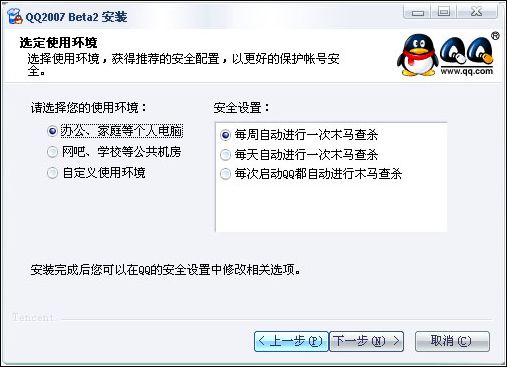 QQ2007 Beta2 安装
选定使用环境
选择使用环境，获得推荐的安全配置，以更好的保护帐号安
全。
QQ
®
www.qq.com
请选择您的使用环境：
办公、家庭等个人电脑
网吧、学校等公共机房
自定义使用环境
安全设置：
每周自动进行一次木马查杀
每天自动进行一次木马查杀
每次启动QQ都自动进行木马查杀
安装完成后您可以在QQ的安全设置中修改相关选项。
Tencent
< 上一步(P)
下一步(N) >
取消(C)